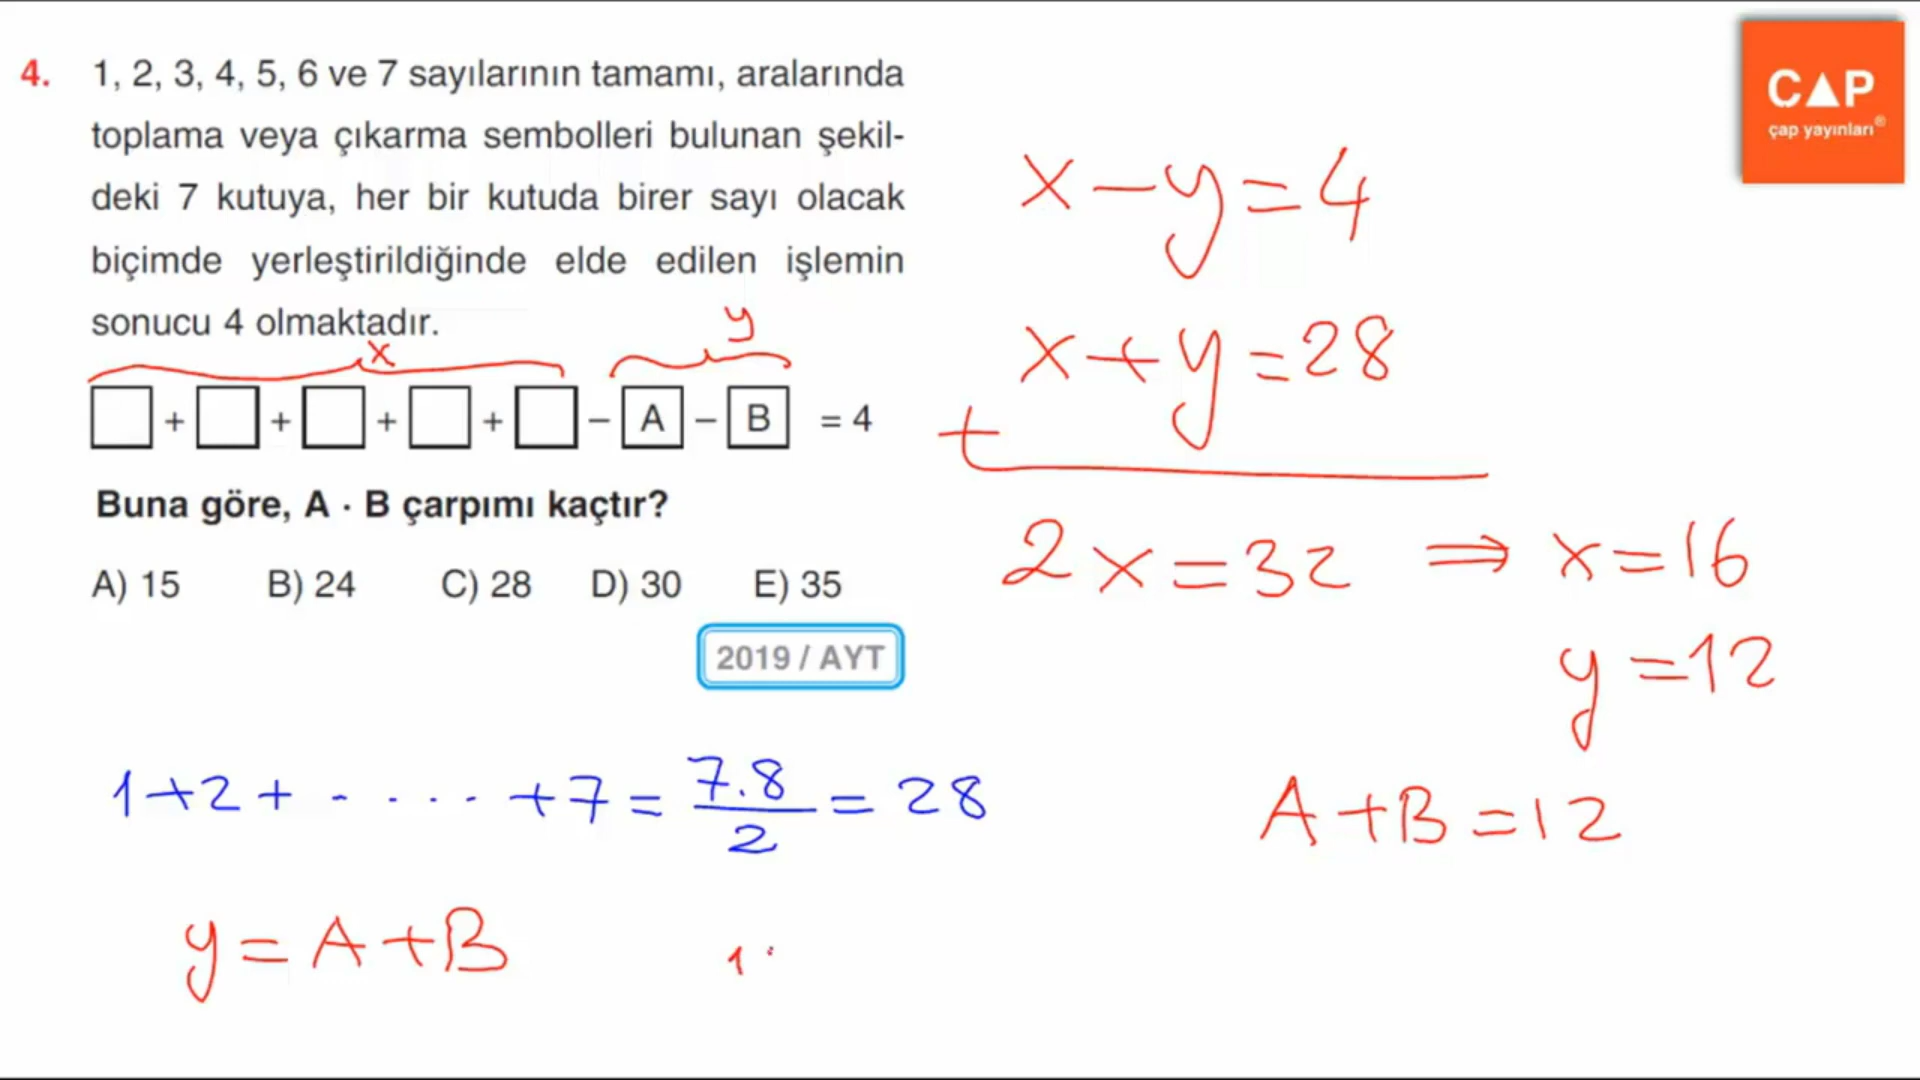 4. 1, 2, 3, 4, 5, 6 ve 7 sayılarının tamamı, aralarında
toplama veya çıkarma sembolleri bulunan şekil-
deki 7 kutuya, her bir kutuda birer sayı olacak
biçimde yerleştirildiğinde elde edilen işlemin
sonucu 4 olmaktadır.
x y
□ + □ + □ + □ + □ − A − B = 4
Buna göre, A · B çarpımı kaçtır?
A) 15 B) 24 C) 28 D) 30 E) 35
2019 / AYT
1+2+ ..... +7 = 7.8/2 = 28
y = A+B
1.
CAP
çap yayınları®
x−y=4
x+y=28
+
2x=32 ⇒ x=16
y=12
A+B=12